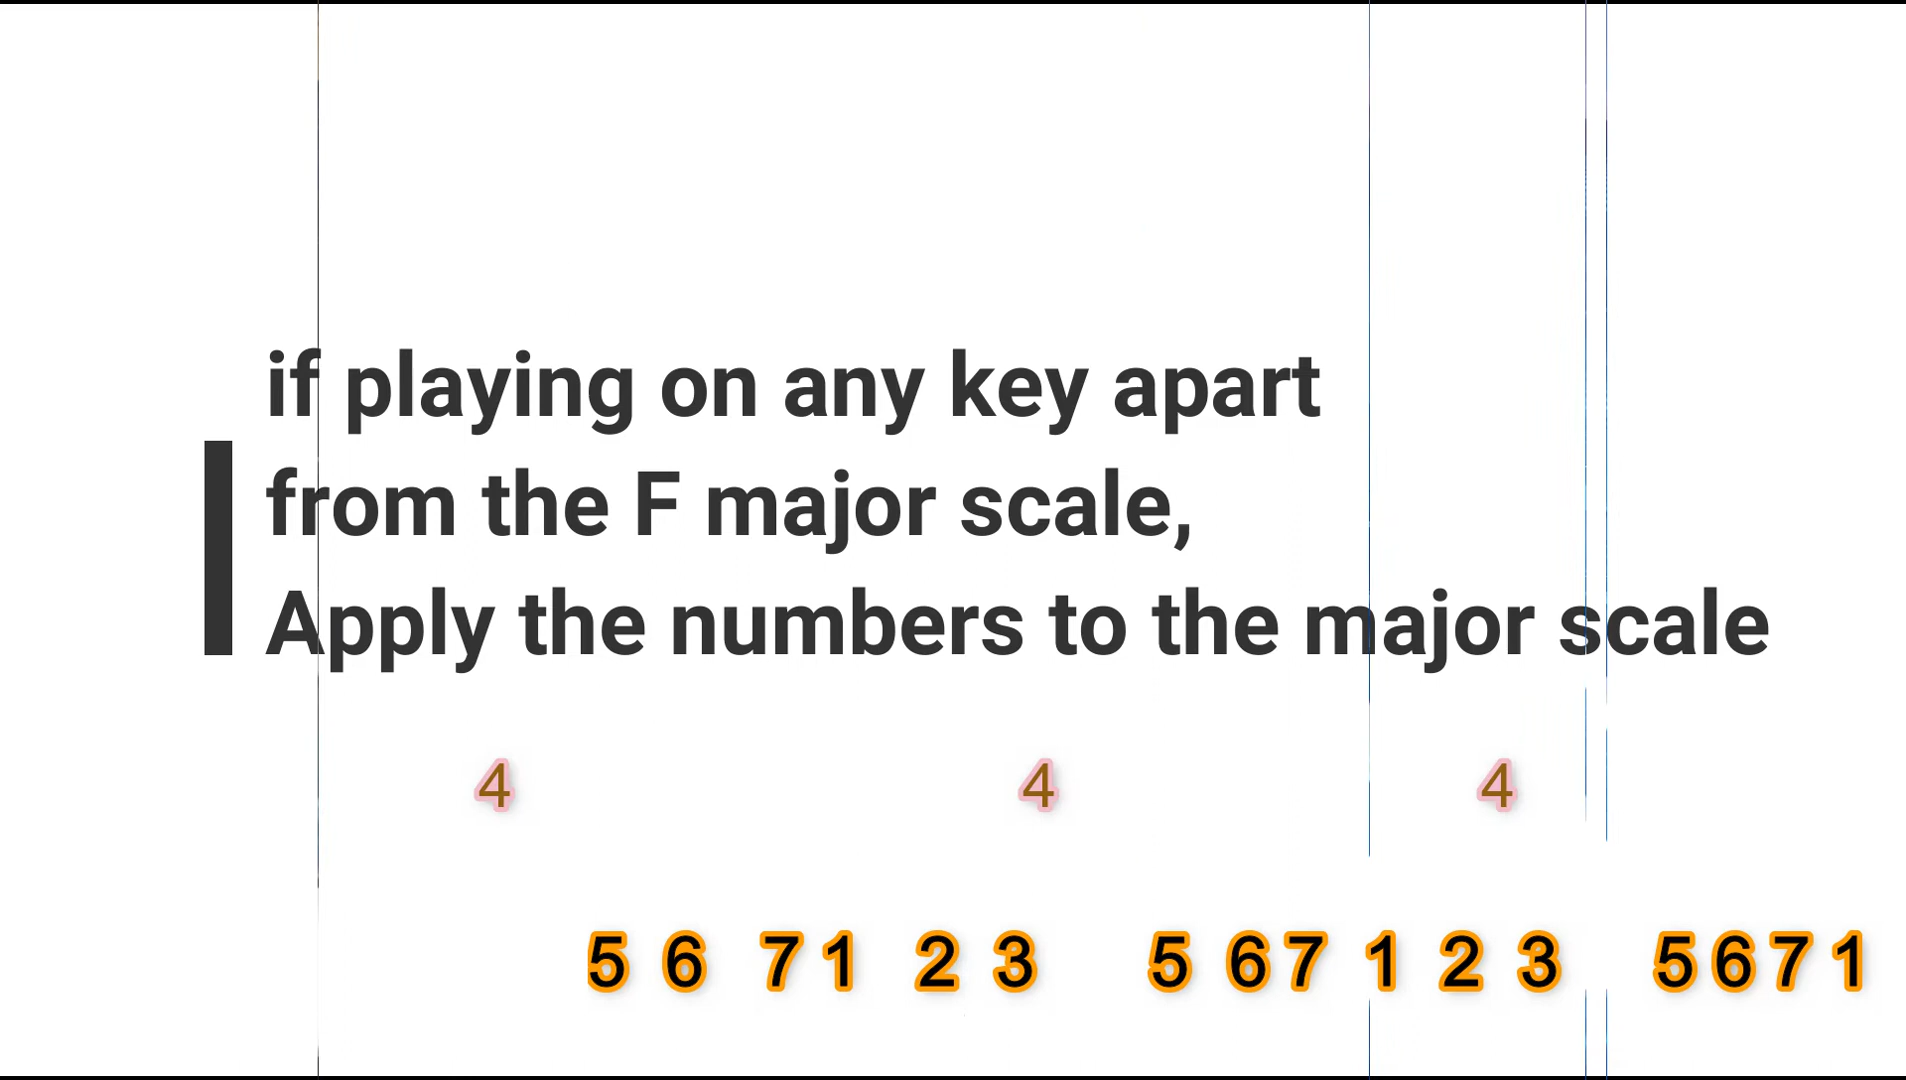 if playing on any key apart
from the F major scale,
Apply the numbers to the major scale
4 4 4
5 6 7 1 2 3 5 6 7 1 2 3 5 6 7 1